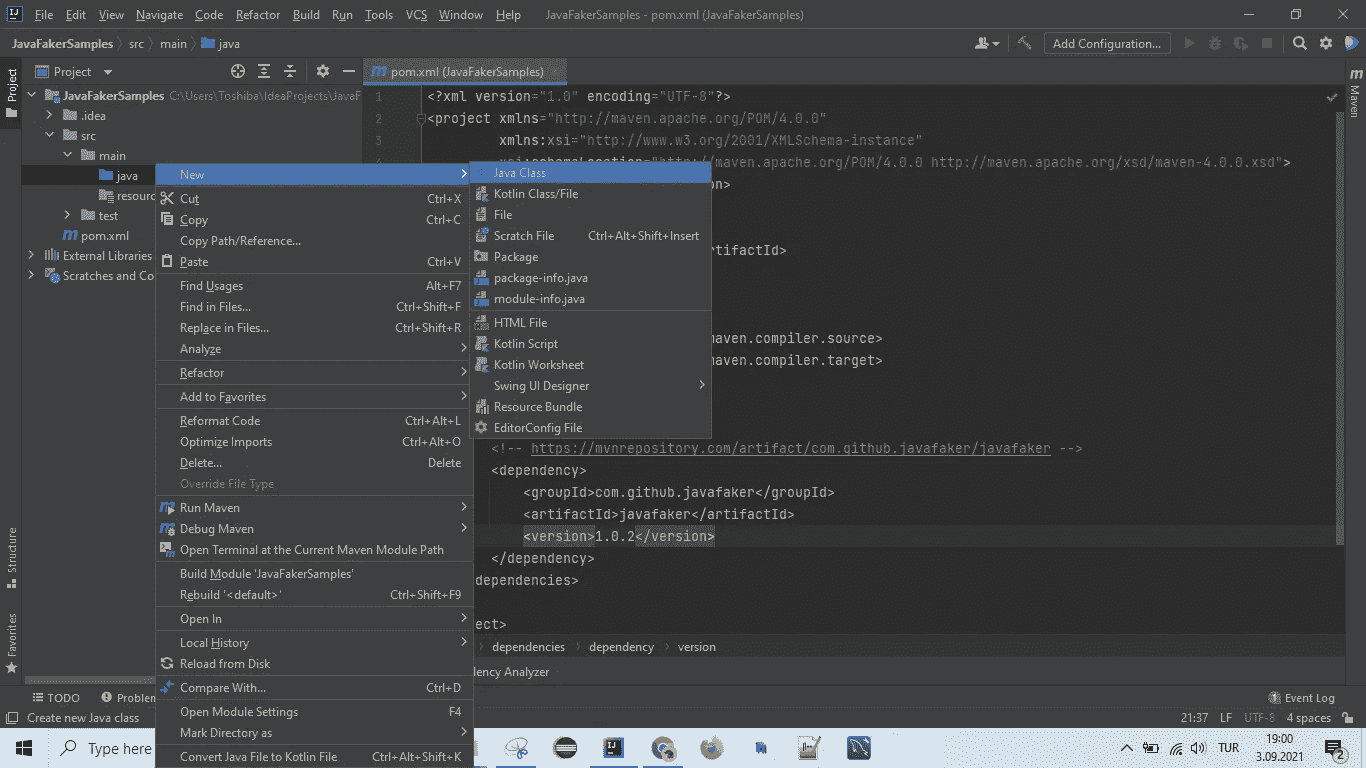 File Edit View Navigate Code Refactor Build Run Tools VCS Window Help JavaFakerSamples - pom.xml (JavaFakerSamples)
JavaFakerSamples src main java Add Configuration...
Project
pom.xml (JavaFakerSamples)
Project
Maven
JavaFakerSamples C:\Users\Toshiba\IdeaProjects\JavaF
.idea
src
main
java
resourc
test
pom.xml
External Libraries
Scratches and Co
1 <?xml version="1.0" encoding="UTF-8"?>
2 <project xmlns="http://maven.apache.org/POM/4.0.0"
3 xmlns:xsi="http://www.w3.org/2001/XMLSchema-instance"
4 xsi:schemaLocation="http://maven.apache.org/POM/4.0.0 http://maven.apache.org/xsd/maven-4.0.0.xsd">
on>
rtifactId>
maven.compiler.source>
maven.compiler.target>
<!-- https://mvnrepository.com/artifact/com.github.javafaker/javafaker -->
<dependency>
<groupId>com.github.javafaker</groupId>
<artifactId>javafaker</artifactId>
<version>1.0.2</version>
</dependency>
dependencies>
ect>
dependencies dependency version
dency Analyzer
New
Cut Ctrl+X
Copy Ctrl+C
Copy Path/Reference...
Paste Ctrl+V
Find Usages Alt+F7
Find in Files... Ctrl+Shift+F
Replace in Files... Ctrl+Shift+R
Analyze
Refactor
Add to Favorites
Reformat Code Ctrl+Alt+L
Optimize Imports Ctrl+Alt+O
Delete... Delete
Override File Type
Run Maven
Debug Maven
Open Terminal at the Current Maven Module Path
Build Module 'JavaFakerSamples'
Rebuild '<default>' Ctrl+Shift+F9
Open In
Local History
Reload from Disk
Compare With... Ctrl+D
Open Module Settings F4
Mark Directory as
Convert Java File to Kotlin File Ctrl+Alt+Shift+K
Java Class
Kotlin Class/File
File
Scratch File Ctrl+Alt+Shift+Insert
Package
package-info.java
module-info.java
HTML File
Kotlin Script
Kotlin Worksheet
Swing UI Designer
Resource Bundle
EditorConfig File
Structure
Favorites
TODO Problem
Event Log
Create new Java class
21:37 LF UTF-8 4 spaces
Type here
TUR
19:00
3.09.2021
2